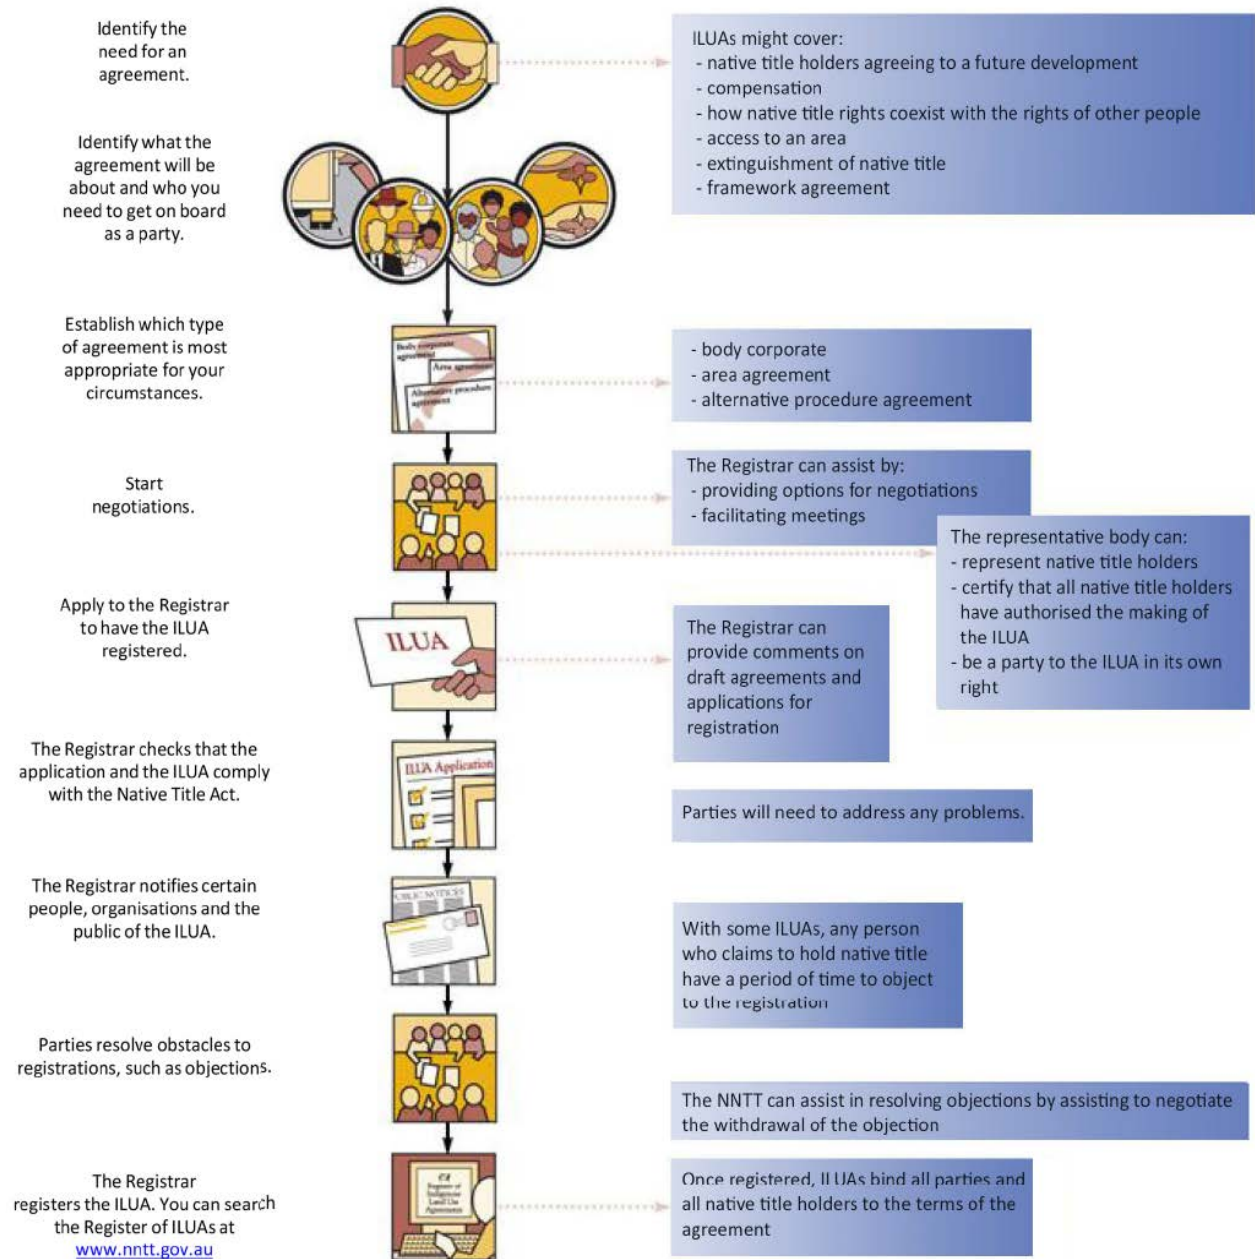 Identify the
need for an
agreement.
ILUAs might cover:
- native title holders agreeing to a future development
- compensation
- how native title rights coexist with the rights of other people
- access to an area
- extinguishment of native title
- framework agreement
Identify what the
agreement will be
about and who you
need to get on board
as a party.
Establish which type
of agreement is most
appropriate for your
circumstances.
Body corporate
agreement
Area agreement
Alternative procedure
agreement
- body corporate
- area agreement
- alternative procedure agreement
Start
negotiations.
The Registrar can assist by:
- providing options for negotiations
- facilitating meetings
The representative body can:
- represent native title holders
- certify that all native title holders
have authorised the making of
the ILUA
- be a party to the ILUA in its own
right
Apply to the Registrar
to have the ILUA
registered.
ILUA
The Registrar can
provide comments on
draft agreements and
applications for
registration
The Registrar checks that the
application and the ILUA comply
with the Native Title Act.
ILUA Application
Parties will need to address any problems.
The Registrar notifies certain
people, organisations and the
public of the ILUA.
PUBLIC NOTICES
With some ILUAs, any person
who claims to hold native title
have a period of time to object
to the registration
Parties resolve obstacles to
registrations, such as objections.
The NNTT can assist in resolving objections by assisting to negotiate
the withdrawal of the objection
The Registrar
registers the ILUA. You can search
the Register of ILUAs at
www.nntt.gov.au
Register of
Indigenous
Land Use
Agreements
Once registered, ILUAs bind all parties and
all native title holders to the terms of the
agreement